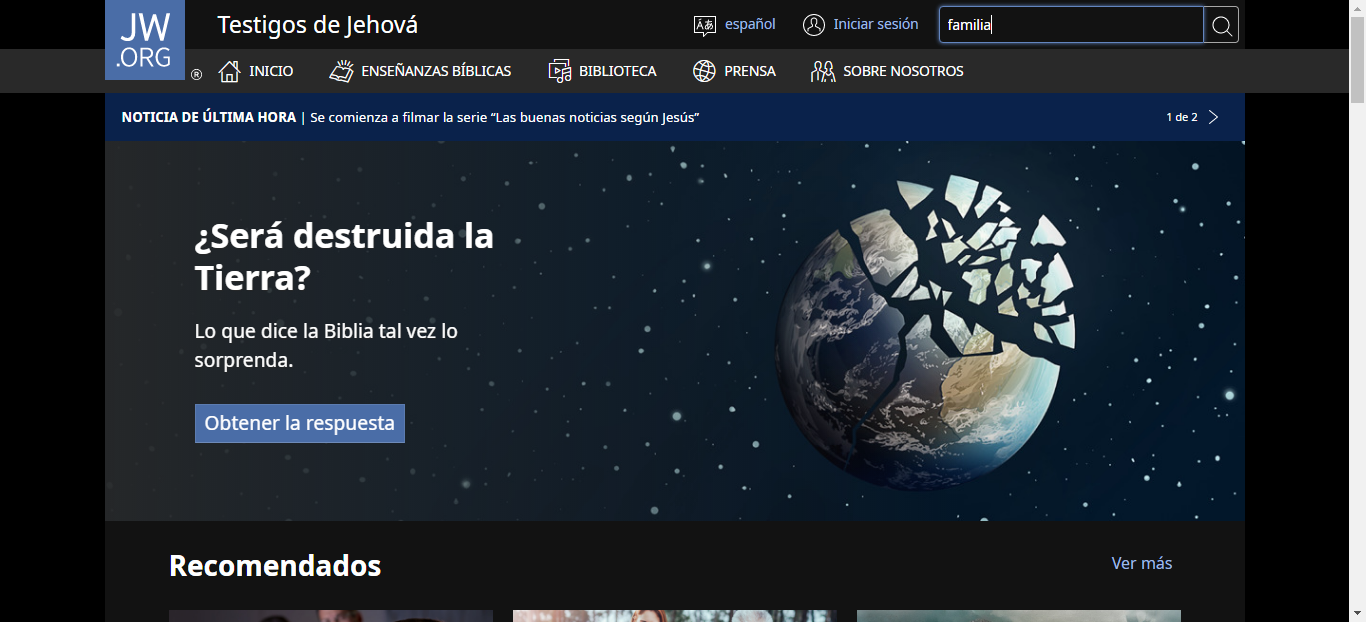 JW
.ORG
®
Testigos de Jehová
español
Iniciar sesión
familia
INICIO
ENSEÑANZAS BÍBLICAS
BIBLIOTECA
PRENSA
SOBRE NOSOTROS
NOTICIA DE ÚLTIMA HORA | Se comienza a filmar la serie “Las buenas noticias según Jesús”
1 de 2
¿Será destruida la
Tierra?
Lo que dice la Biblia tal vez lo
sorprenda.
Obtener la respuesta
Recomendados
Ver más